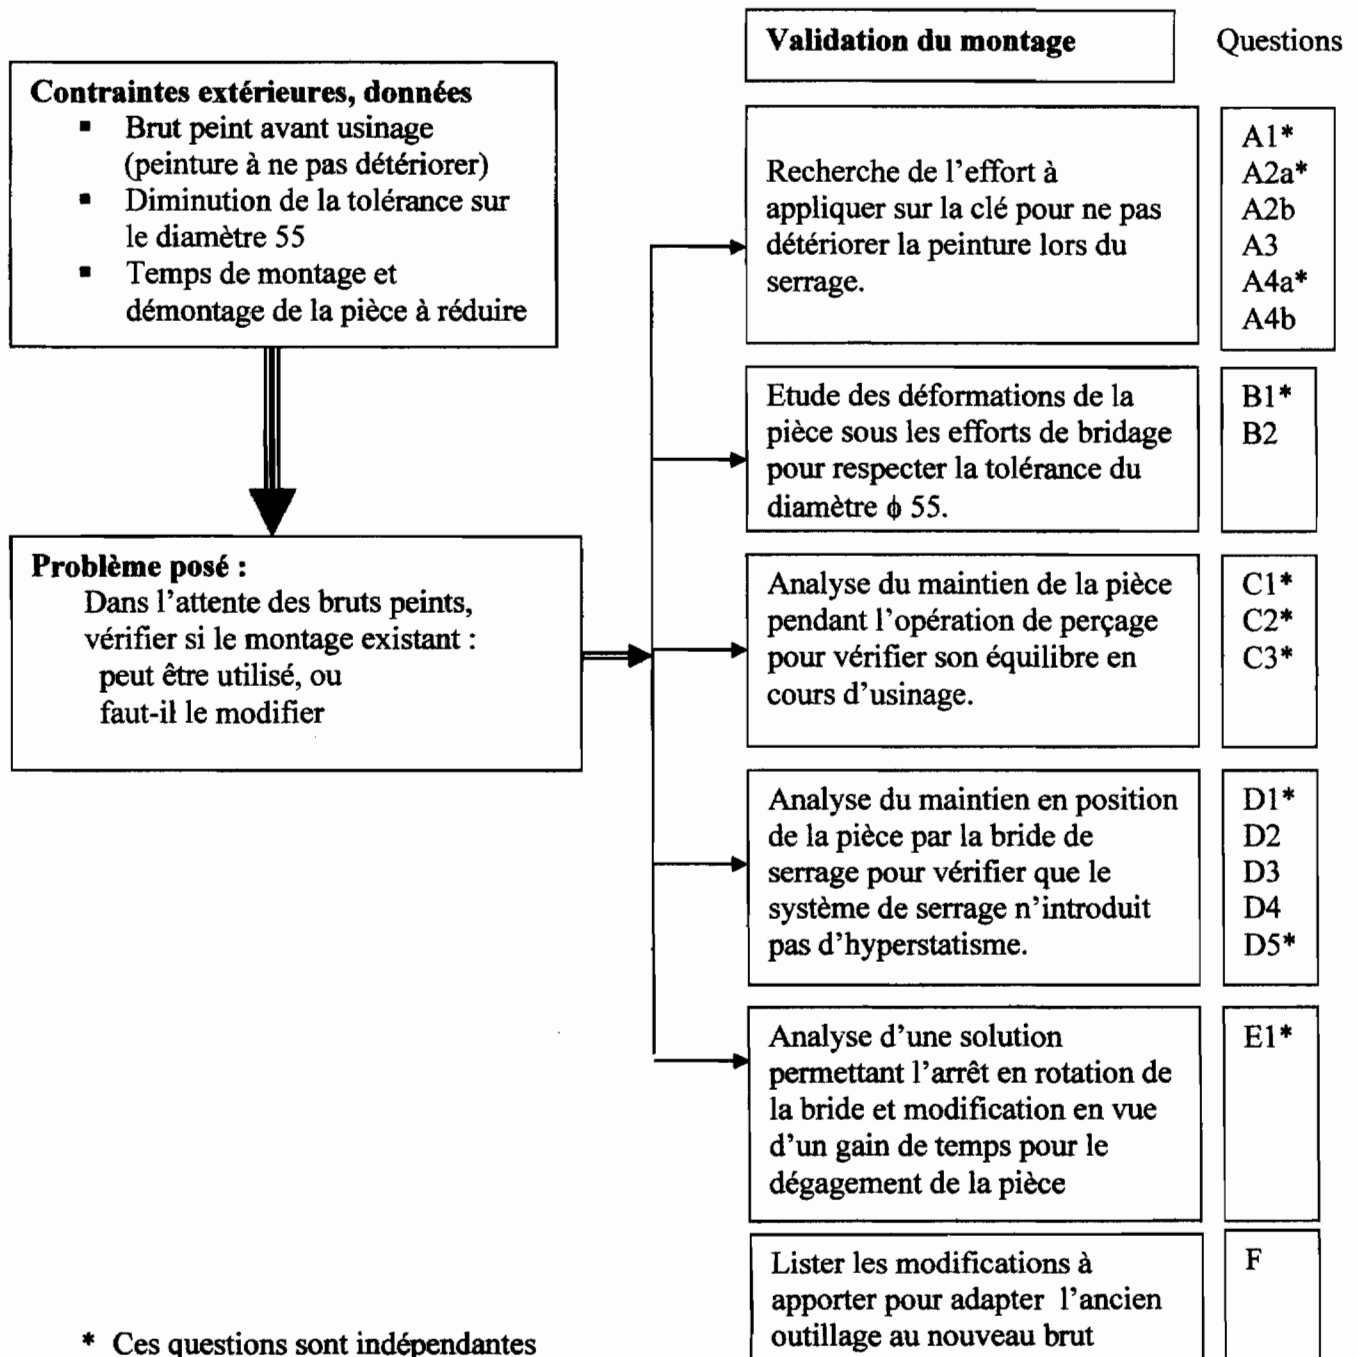 Contraintes extérieures, données
▪ Brut peint avant usinage
(peinture à ne pas détériorer)
▪ Diminution de la tolérance sur
le diamètre 55
▪ Temps de montage et
démontage de la pièce à réduire
Problème posé :
Dans l'attente des bruts peints,
vérifier si le montage existant :
peut être utilisé, ou
faut-il le modifier
Validation du montage
Questions
Recherche de l'effort à
appliquer sur la clé pour ne pas
détériorer la peinture lors du
serrage.
A1*
A2a*
A2b
A3
A4a*
A4b
Etude des déformations de la
pièce sous les efforts de bridage
pour respecter la tolérance du
diamètre ϕ 55.
B1*
B2
Analyse du maintien de la pièce
pendant l'opération de perçage
pour vérifier son équilibre en
cours d'usinage.
C1*
C2*
C3*
Analyse du maintien en position
de la pièce par la bride de
serrage pour vérifier que le
système de serrage n'introduit
pas d'hyperstatisme.
D1*
D2
D3
D4
D5*
Analyse d'une solution
permettant l'arrêt en rotation de
la bride et modification en vue
d'un gain de temps pour le
dégagement de la pièce
E1*
Lister les modifications à
apporter pour adapter l'ancien
outillage au nouveau brut
F
* Ces questions sont indépendantes